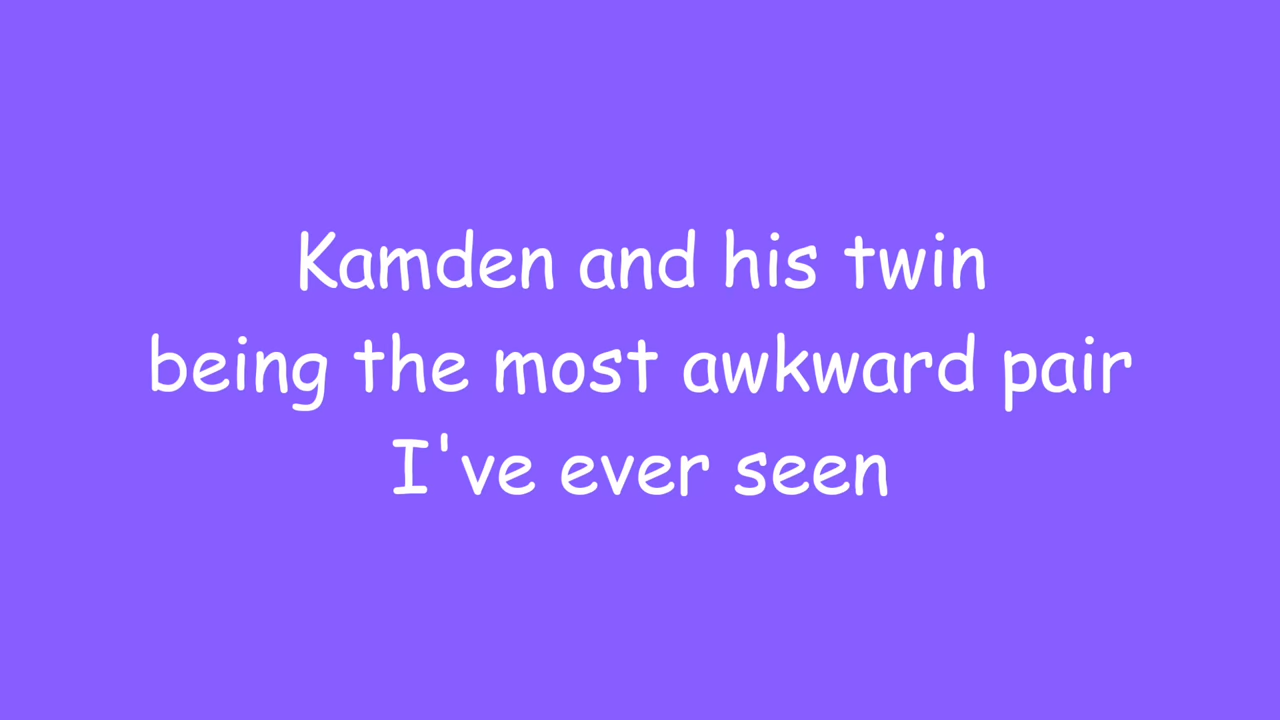 Kamden and his twin
being the most awkward pair
I've ever seen